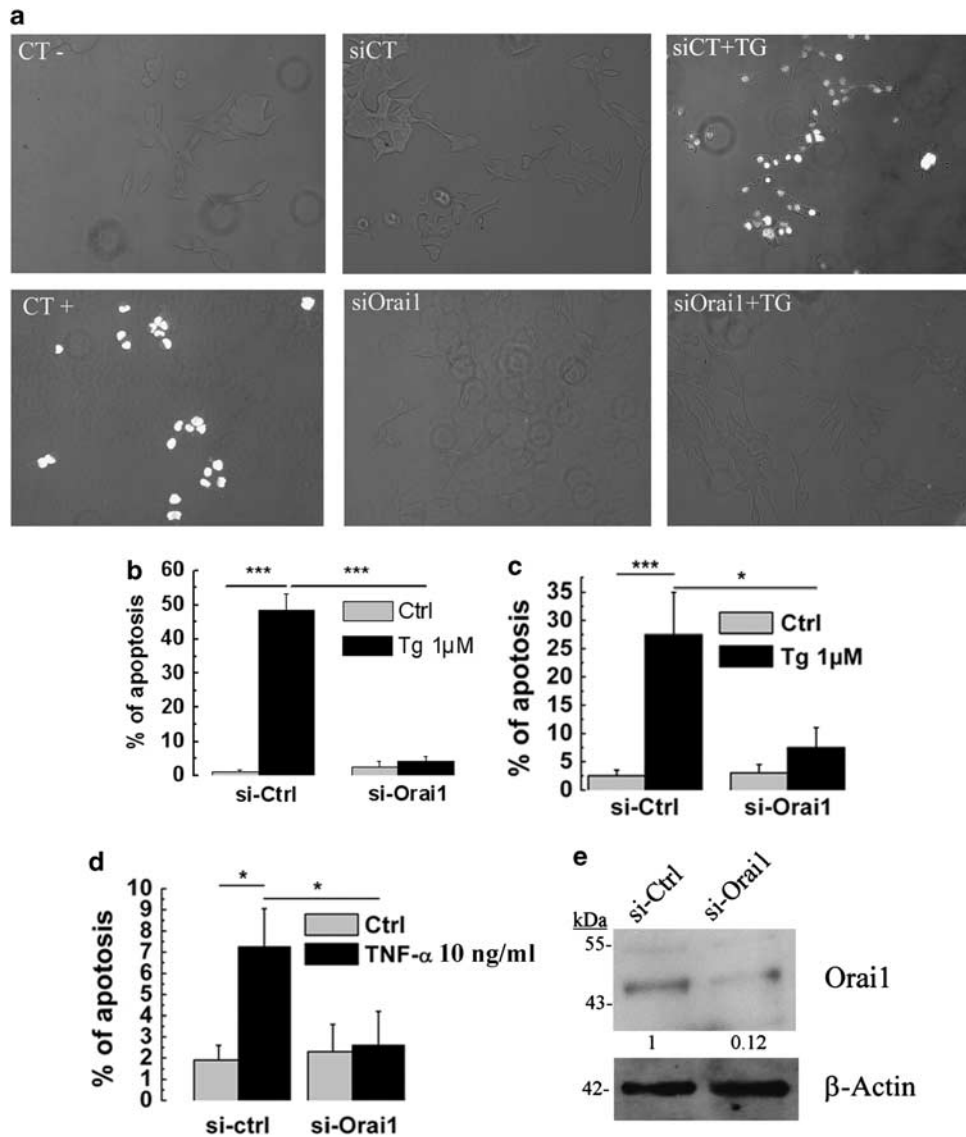 a
CT -
siCT
siCT+TG
CT +
siOrai1
siOrai1+TG
b
% of apoptosis
60
50
40
30
20
10
0
*** ***
Ctrl
Tg 1µM
si-Ctrl si-Orai1
c
% of apotosis
35
30
25
20
15
10
5
0
*** *
Ctrl
Tg 1µM
si-Ctrl si-Orai1
d
% of apotosis
10
9
8
7
6
5
4
3
2
1
0
* *
Ctrl
TNF-α 10 ng/ml
si-ctrl si-Orai1
e
si-Ctrl si-Orai1
kDa
55-
43-
Orai1
1 0.12
42-
β-Actin